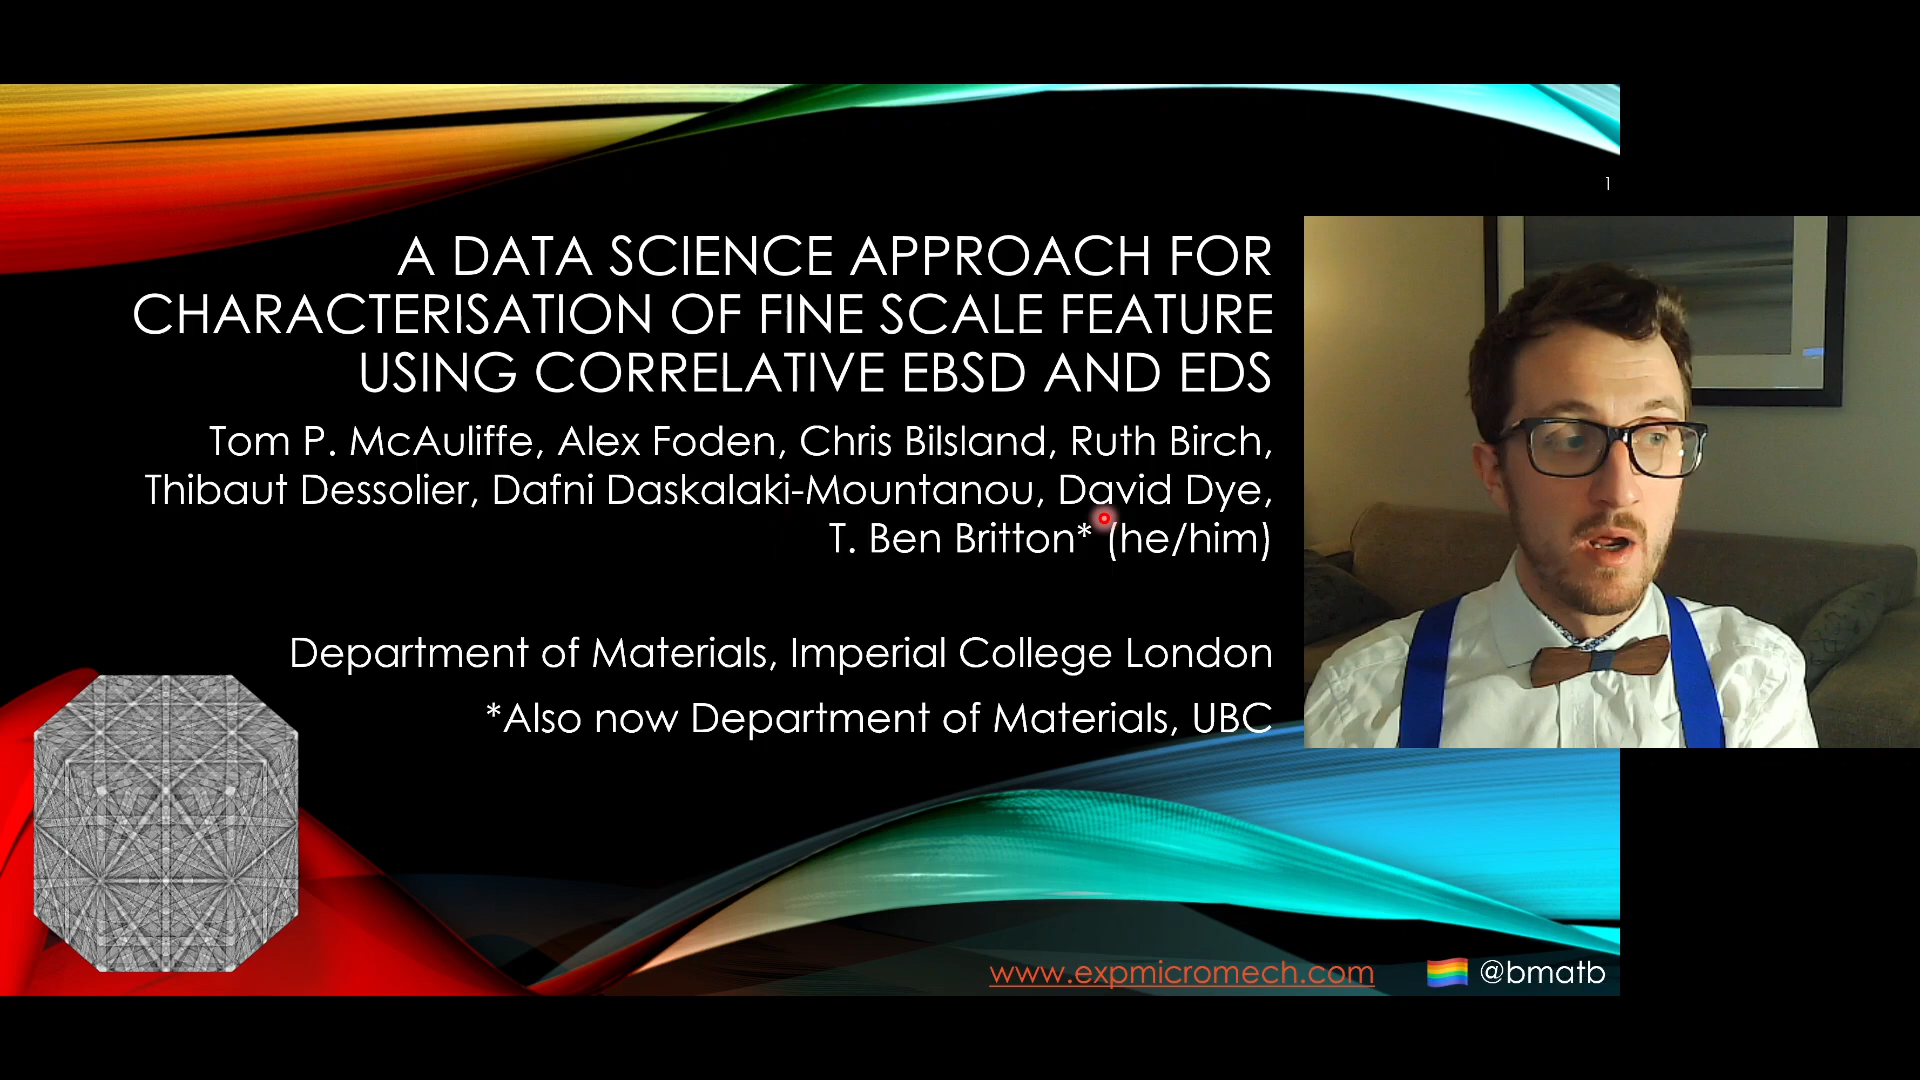 1
A DATA SCIENCE APPROACH FOR
CHARACTERISATION OF FINE SCALE FEATURE
USING CORRELATIVE EBSD AND EDS
Tom P. McAuliffe, Alex Foden, Chris Bilsland, Ruth Birch,
Thibaut Dessolier, Dafni Daskalaki-Mountanou, David Dye,
T. Ben Britton* (he/him)
Department of Materials, Imperial College London
*Also now Department of Materials, UBC
www.expmicromech.com
@bmatb